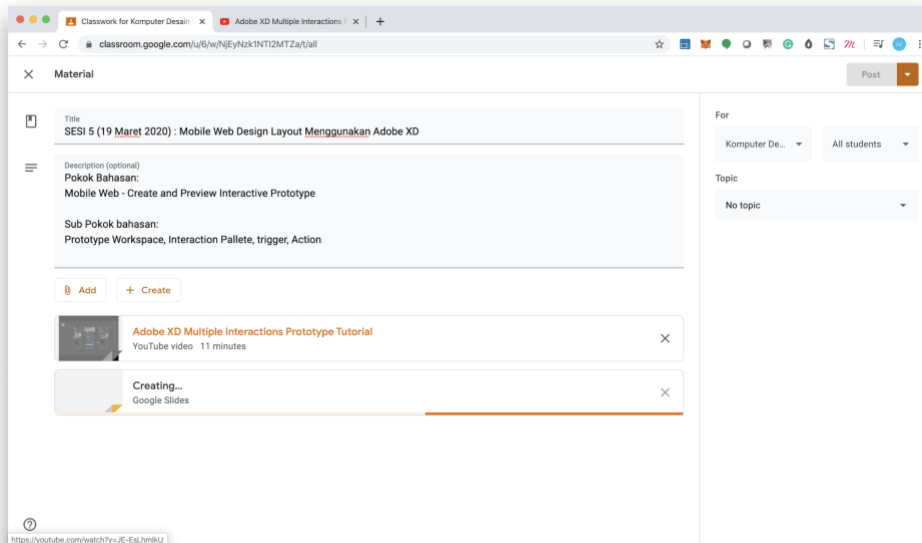 Classwork for Komputer Desain
Adobe XD Multiple Interactions P
classroom.google.com/u/6/w/NjEyNzk1NTI2MTZa/t/all
Material
Post
Title
SESI 5 (19 Maret 2020) : Mobile Web Design Layout Menggunakan Adobe XD
Description (optional)
Pokok Bahasan:
Mobile Web - Create and Preview Interactive Prototype
Sub Pokok bahasan:
Prototype Workspace, Interaction Pallete, trigger, Action
Add
Create
Adobe XD Multiple Interactions Prototype Tutorial
YouTube video 11 minutes
Creating...
Google Slides
For
Komputer De...
All students
Topic
No topic
https://youtube.com/watch?v=JE-EsLhmIkU